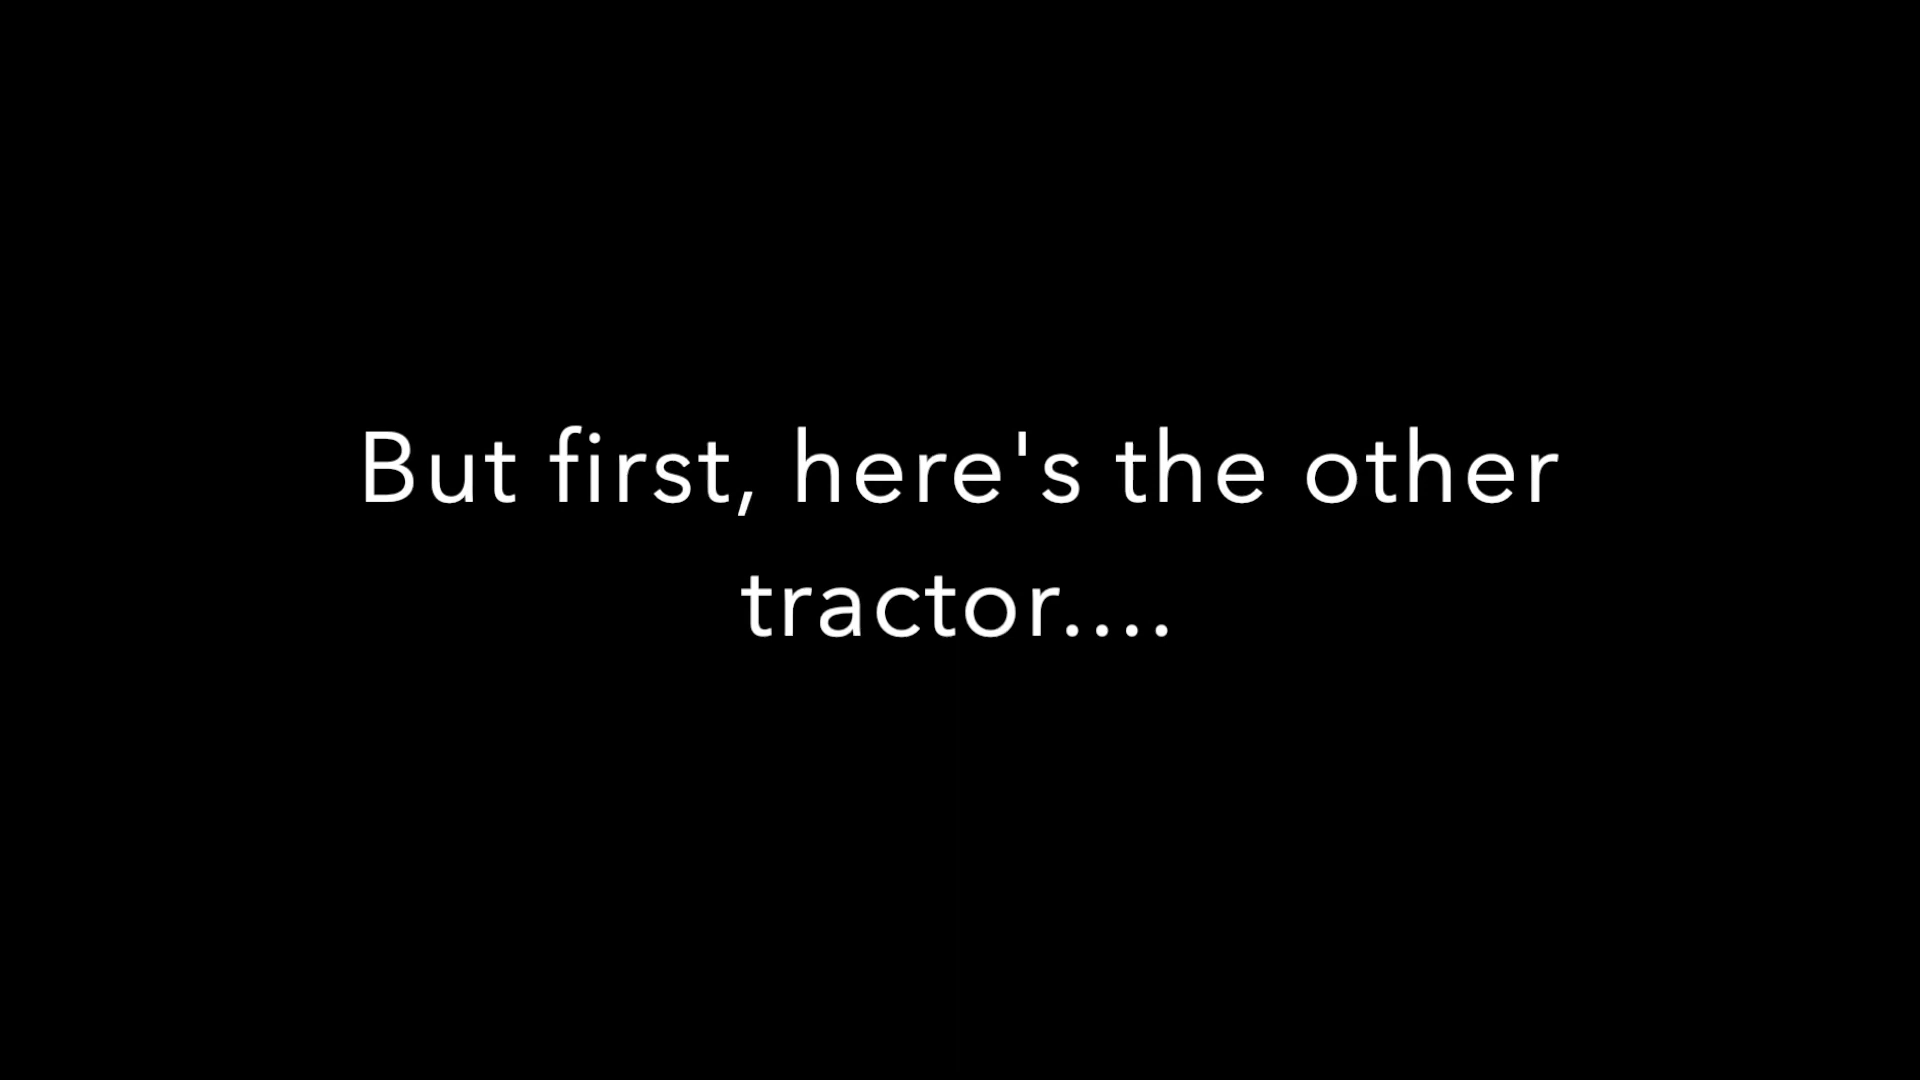 But first, here's the other
tractor....